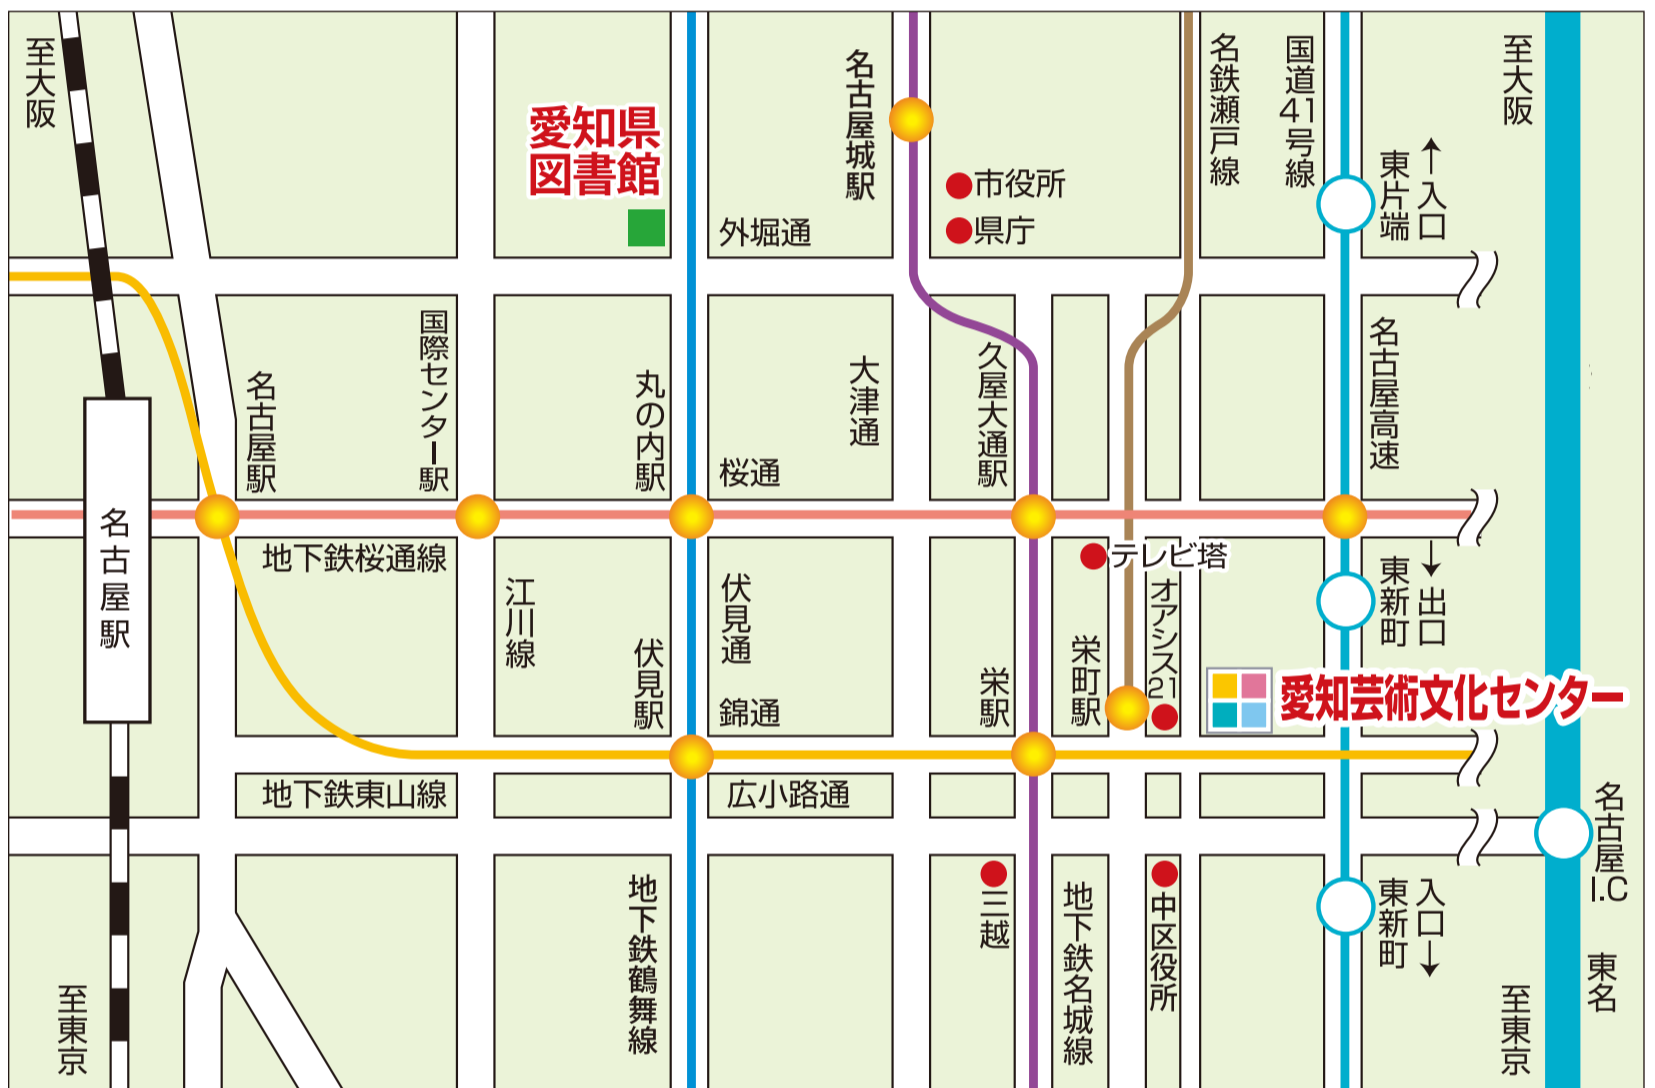 至大阪
愛知県
図書館
名古屋城駅
市役所
県庁
外堀通
名鉄瀬戸線
国道41号線
東片端
↑入口
至大阪
名古屋駅
国際センター駅
丸の内駅
桜通
大津通
久屋大通駅
名古屋高速
名古屋駅
地下鉄桜通線
江川線
伏見通
伏見駅
錦通
栄駅
栄町駅
テレビ塔
オアシス21
東新町
↓出口
愛知芸術文化センター
地下鉄東山線
広小路通
名古屋I.C
地下鉄鶴舞線
三越
地下鉄名城線
中区役所
東新町
入口↓
東名
至東京
至東京